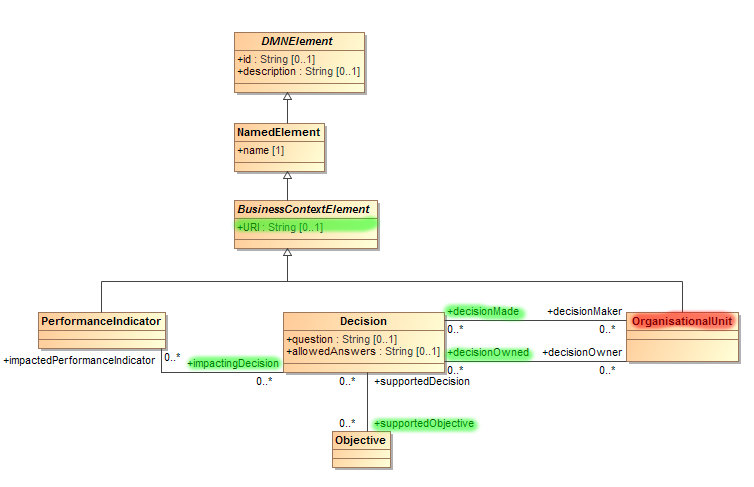 DMNElement
+id : String [0..1]
+description : String [0..1]
NamedElement
+name [1]
BusinessContextElement
+URI : String [0..1]
PerformanceIndicator
Decision
+question : String [0..1]
+allowedAnswers : String [0..1]
+decisionMade
+decisionMaker
0..*
0..*
OrganisationalUnit
+decisionOwned
+decisionOwner
0..*
0..*
+impactedPerformanceIndicator
0..*
+impactingDecision
0..*
0..*
+supportedDecision
0..*
+supportedObjective
Objective